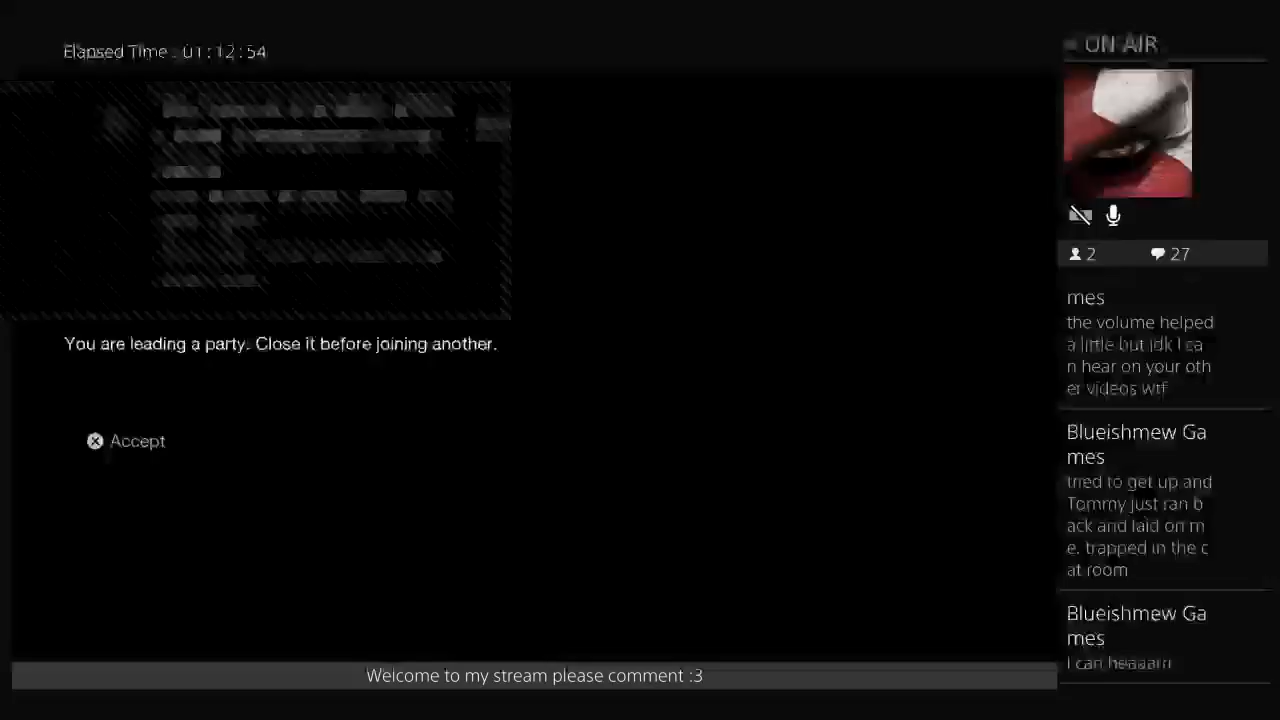 Elapsed Time : 01:12:54
You are leading a party. Close it before joining another.
Accept
Welcome to my stream please comment :3
ON AIR
2
27
mes
the volume helped
a little but idk I ca
n hear on your oth
er videos wtf
Blueishmew Ga
mes
tried to get up and
Tommy just ran b
ack and laid on m
e. trapped in the c
at room
Blueishmew Ga
mes
I can heaaarn